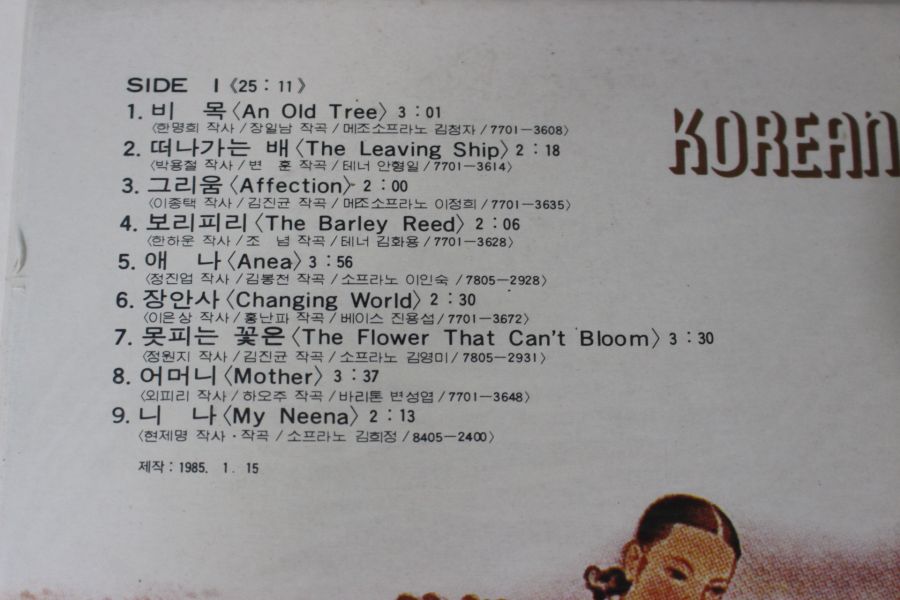 SIDE I《25：11》
1. 비 목〈An Old Tree〉3：01
〈한명희 작사/장일남 작곡/메조소프라노 김청자/7701-3608〉
2. 떠나가는 배〈The Leaving Ship〉2：18
〈박용철 작사/변 훈 작곡/테너 안형일/7701-3614〉
3. 그리움〈Affection〉2：00
〈이종택 작사/김진균 작곡/메조소프라노 이정희/7701-3635〉
4. 보리피리〈The Barley Reed〉2：06
〈한하운 작사/조 념 작곡/테너 김화용/7701-3628〉
5. 애 나〈Anea〉3：56
〈정진업 작사/김봉천 작곡/소프라노 이인숙/7805-2928〉
6. 장안사〈Changing World〉2：30
〈이은상 작사/홍난파 작곡/베이스 진용섭/7701-3672〉
7. 못피는 꽃은〈The Flower That Can't Bloom〉3：30
〈정원지 작사/김진균 작곡/소프라노 김영미/7805-2931〉
8. 어머니〈Mother〉3：37
〈외피리 작사/하오주 작곡/바리톤 변성엽/7701-3648〉
9. 니 나〈My Neena〉2：13
〈현제명 작사·작곡/소프라노 김희정/8405-2400〉
제작：1985. 1. 15
KOREAN